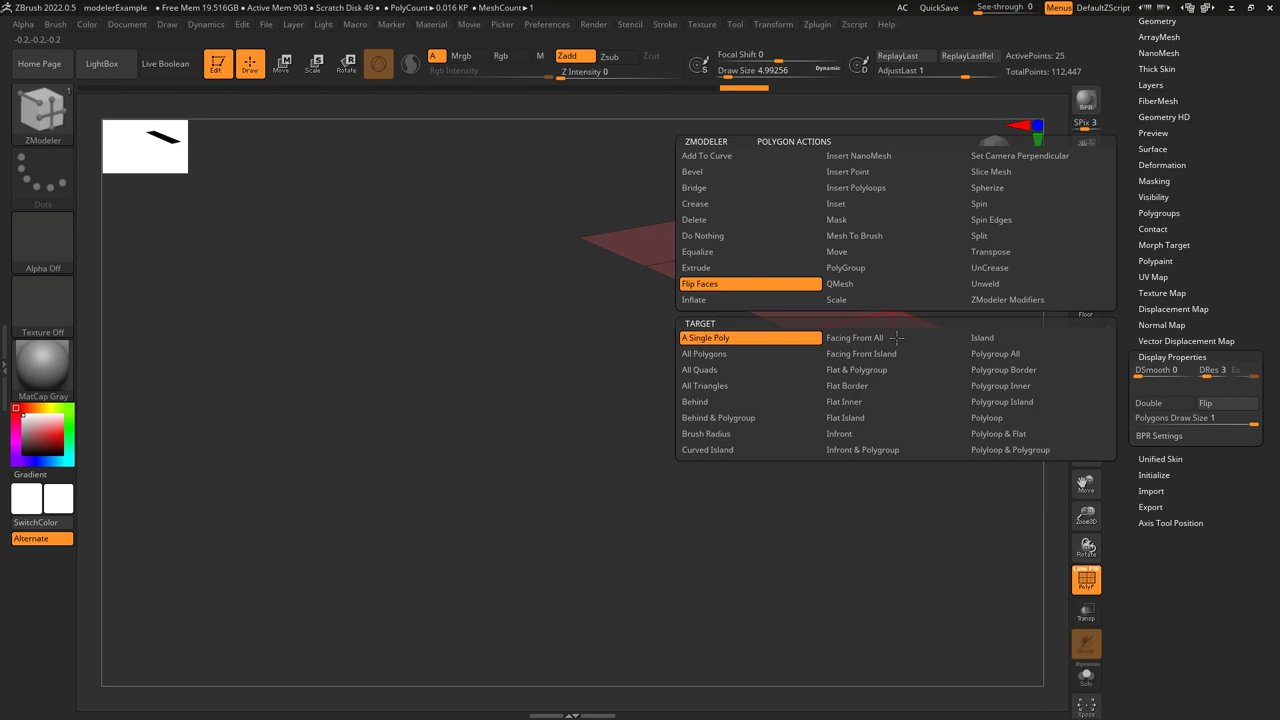 ZBrush 2022.0.5 modelerExample • Free Mem 19.516GB • Active Mem 903 • Scratch Disk 49 • PolyCount▸0.016 KP • MeshCount▸1 AC QuickSave See-through 0 Menus DefaultZScript
Alpha Brush Color Document Draw Dynamics Edit File Layer Light Macro Marker Material Movie Picker Preferences Render Stencil Stroke Texture Tool Transform Zplugin Zscript Help
-0.2,-0.2,-0.2
Home Page LightBox Live Boolean
Edit Draw Move Scale Rotate
A Mrgb Rgb M Zadd Zsub Zcut
Rgb Intensity Z Intensity 0
Focal Shift 0
Draw Size 4.99256 Dynamic
S D
ReplayLast ReplayLastRel ActivePoints: 25
AdjustLast 1 TotalPoints: 112,447
1
ZModeler
Dots
Alpha Off
Texture Off
MatCap Gray
Gradient
SwitchColor
Alternate
ZMODELER POLYGON ACTIONS
Add To Curve Insert NanoMesh Set Camera Perpendicular
Bevel Insert Point Slice Mesh
Bridge Insert Polyloops Spherize
Crease Inset Spin
Delete Mask Spin Edges
Do Nothing Mesh To Brush Split
Equalize Move Transpose
Extrude PolyGroup UnCrease
Flip Faces QMesh Unweld
Inflate Scale ZModeler Modifiers
TARGET
A Single Poly Facing Front All Island
All Polygons Facing Front Island Polygroup All
All Quads Flat & Polygroup Polygroup Border
All Triangles Flat Border Polygroup Inner
Behind Flat Inner Polygroup Island
Behind & Polygroup Flat Island Polyloop
Brush Radius Infront Polyloop & Flat
Curved Island Infront & Polygroup Polyloop & Polygroup
BPR
SPix 3
Floor
Move
Zoom3D
Rotate
Line Fill
PolyF
Transp
Ghost
Dynamic
Solo
Xpose
Geometry
ArrayMesh
NanoMesh
Thick Skin
Layers
FiberMesh
Geometry HD
Preview
Surface
Deformation
Masking
Visibility
Polygroups
Contact
Morph Target
Polypaint
UV Map
Texture Map
Displacement Map
Normal Map
Vector Displacement Map
Display Properties
DSmooth 0 DRes 3 Es
Double Flip
Polygons Draw Size 1
BPR Settings
Unified Skin
Initialize
Import
Export
Axis Tool Position